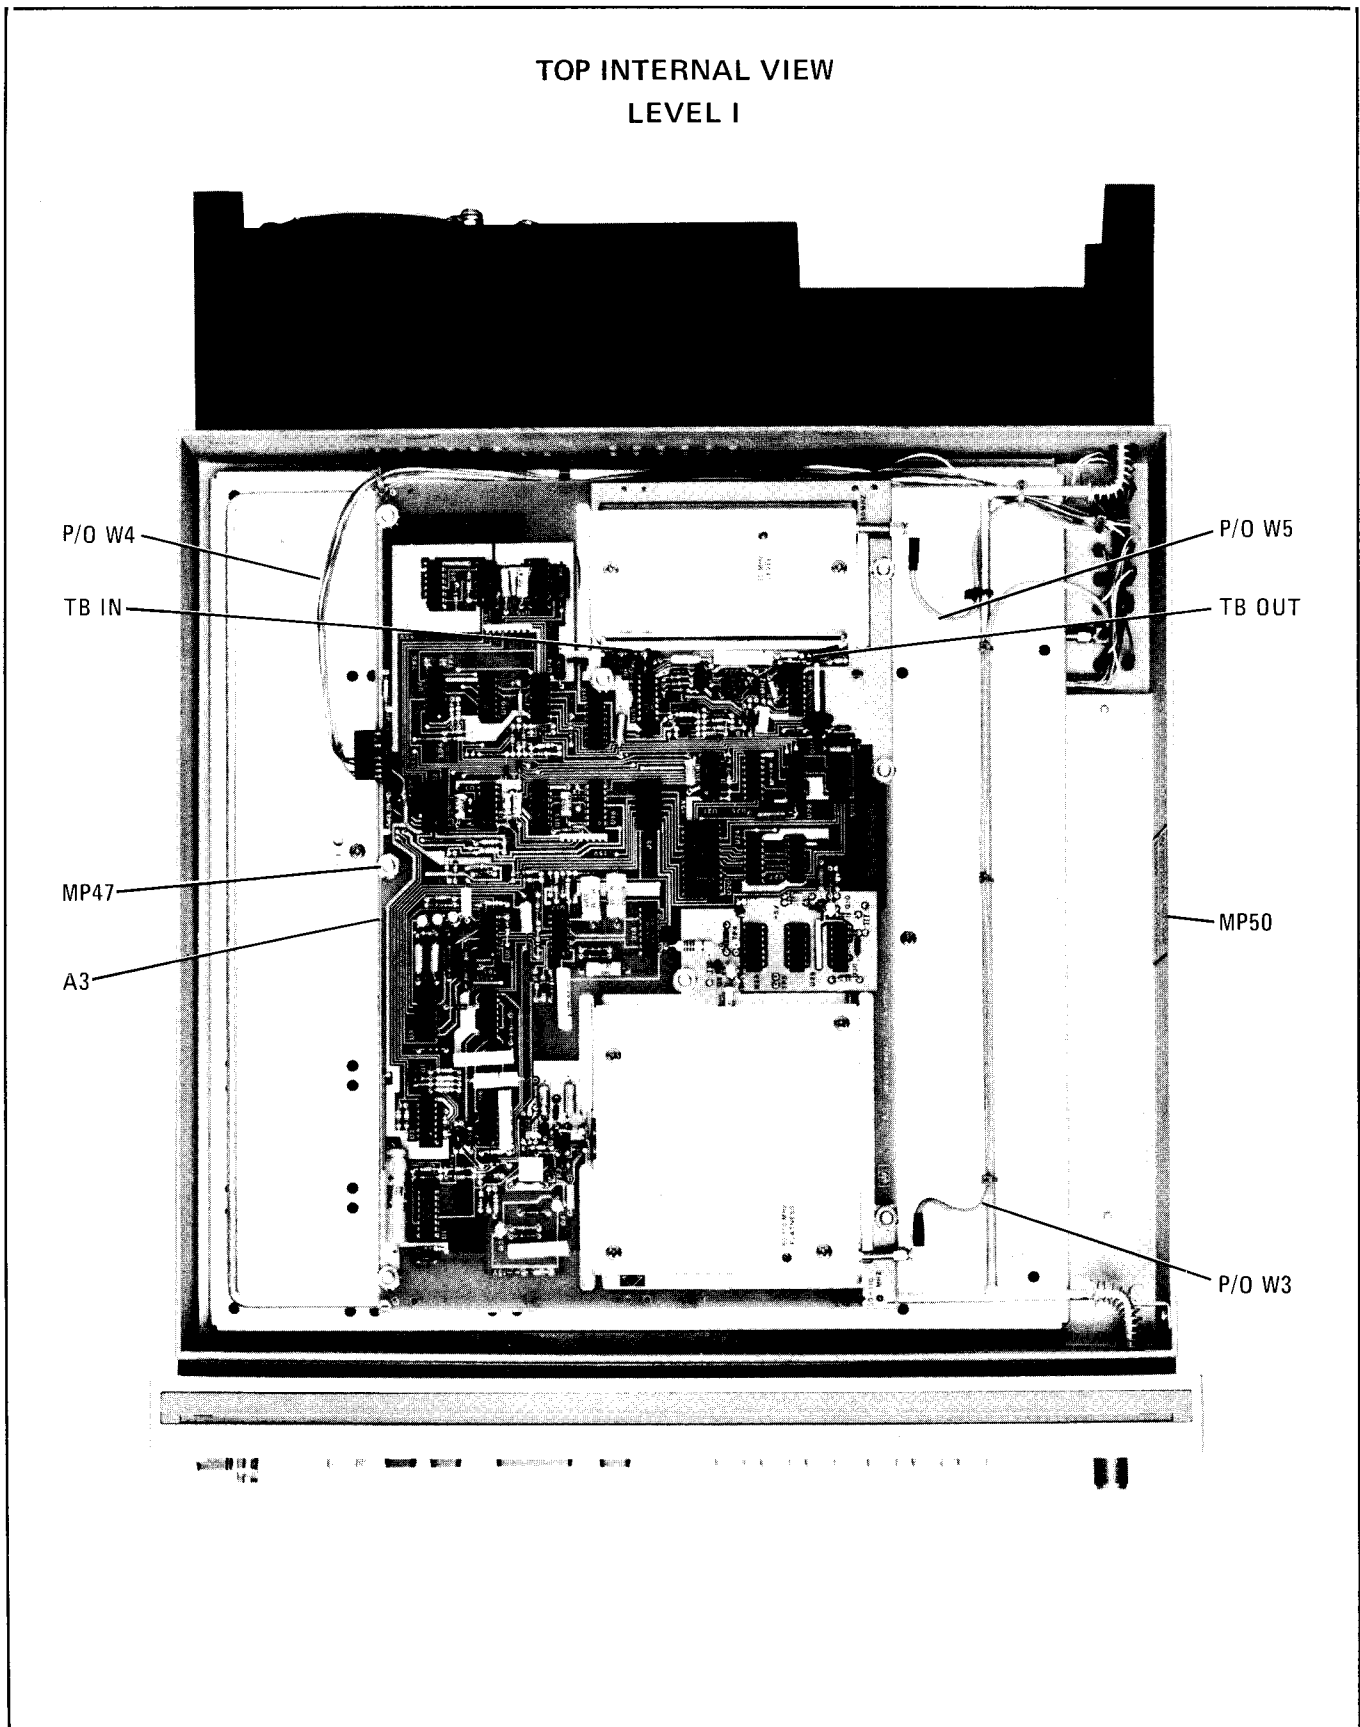 TOP INTERNAL VIEW
LEVEL I
P/O W4
TB IN
MP47
A3
P/O W5
TB OUT
MP50
P/O W3